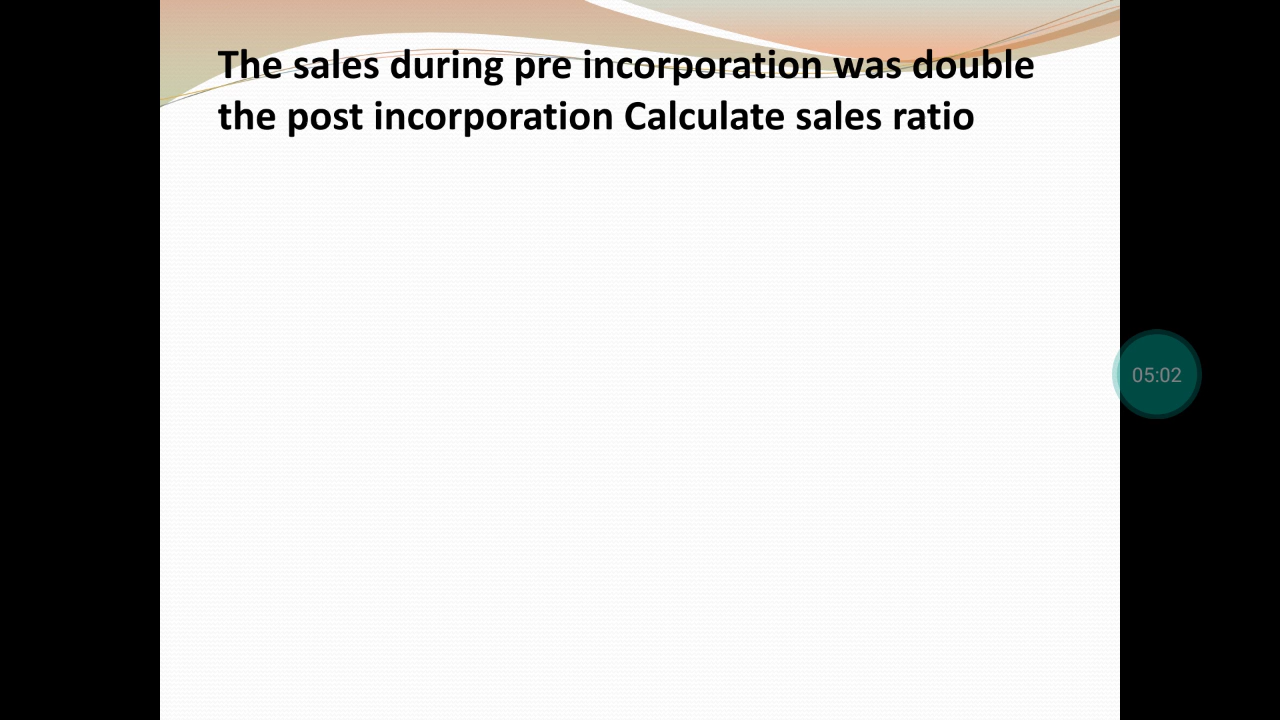 The sales during pre incorporation was double
the post incorporation Calculate sales ratio
05:02